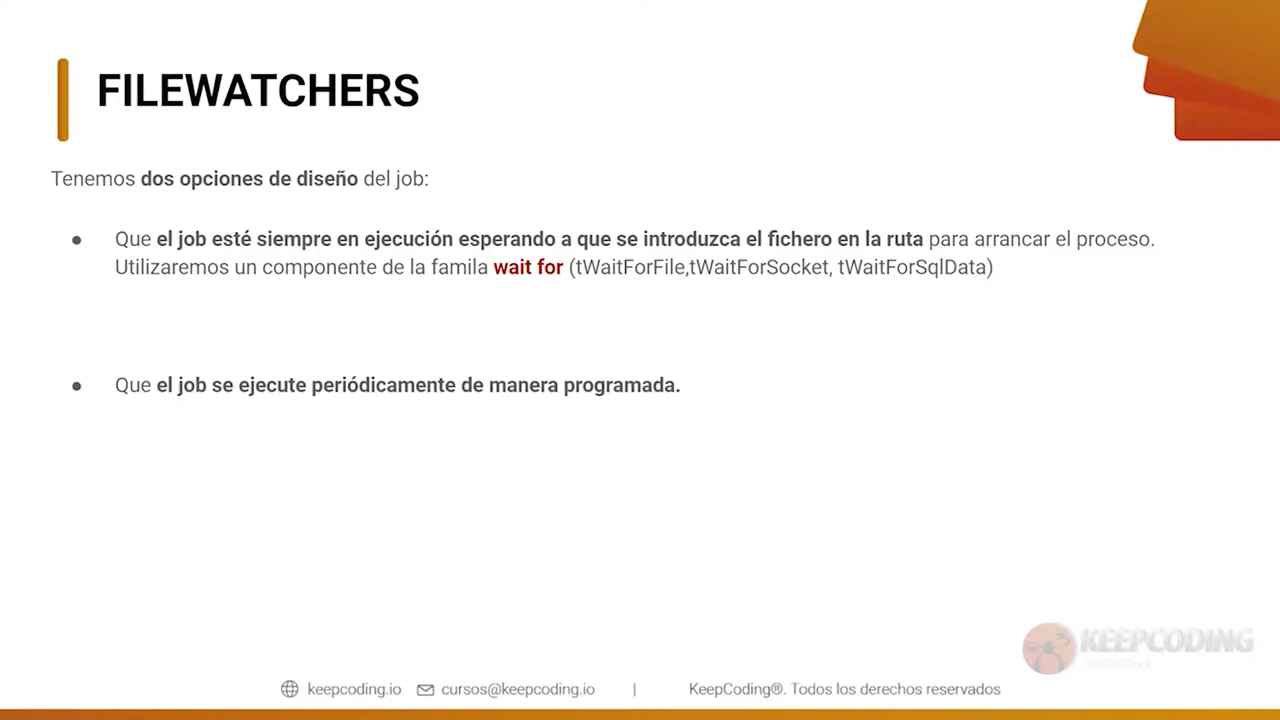 FILEWATCHERS
Tenemos dos opciones de diseño del job:
● Que el job esté siempre en ejecución esperando a que se introduzca el fichero en la ruta para arrancar el proceso.
Utilizaremos un componente de la famila wait for (tWaitForFile,tWaitForSocket, tWaitForSqlData)
● Que el job se ejecute periódicamente de manera programada.
KEEPCODING
keepcoding.io cursos@keepcoding.io | KeepCoding®. Todos los derechos reservados